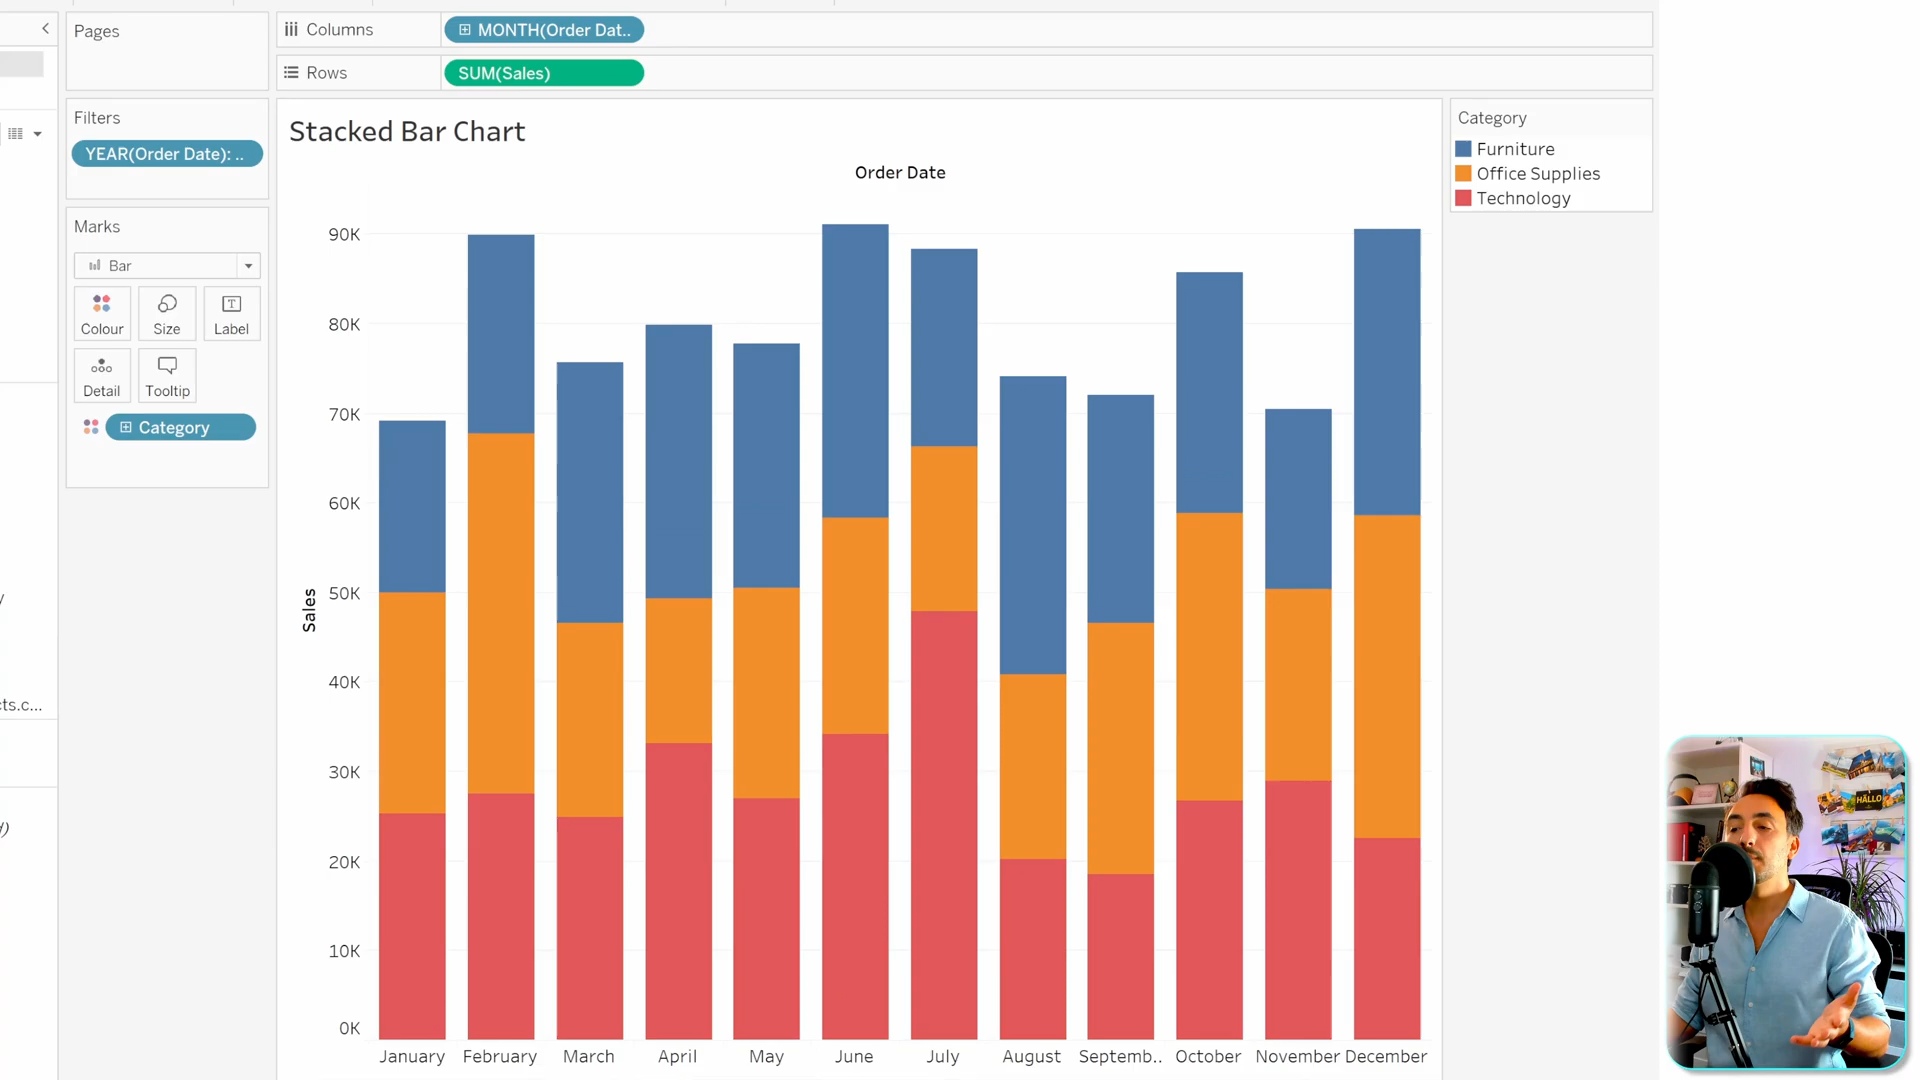 Pages
Columns
MONTH(Order Dat..
Rows
SUM(Sales)
Filters
YEAR(Order Date): ..
Marks
Bar
Colour
Size
Label
Detail
Tooltip
Category
Stacked Bar Chart
Order Date
90K
80K
70K
60K
50K
40K
30K
20K
10K
0K
Sales
January
February
March
April
May
June
July
August
Septemb..
October
November
December
Category
Furniture
Office Supplies
Technology
cts.c...
HALLO